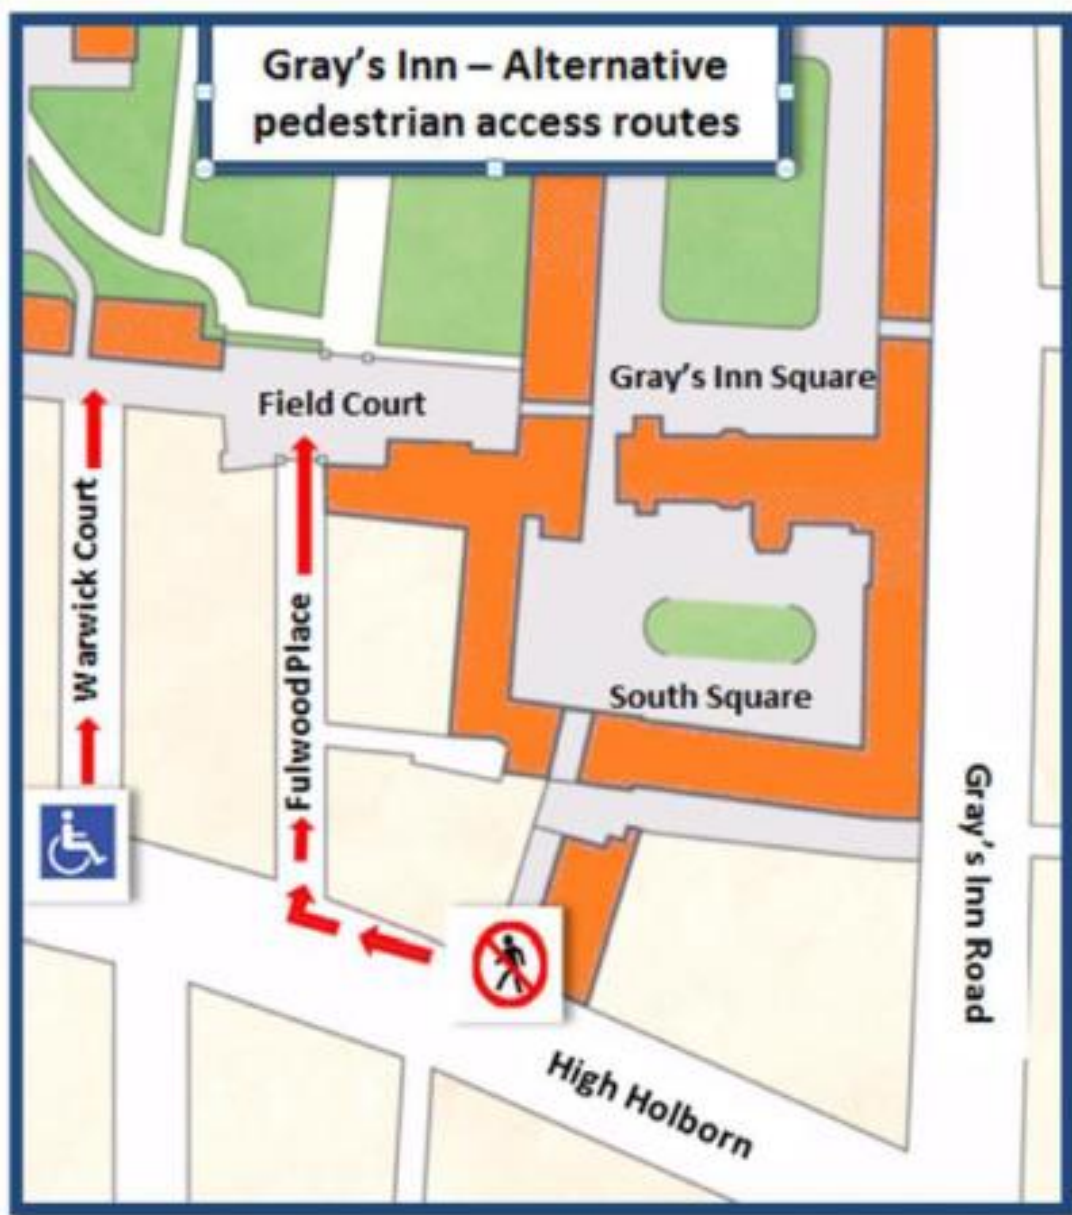 Gray's Inn – Alternative
pedestrian access routes
Gray's Inn Square
Field Court
Warwick Court
Fulwood Place
South Square
Gray's Inn Road
High Holborn